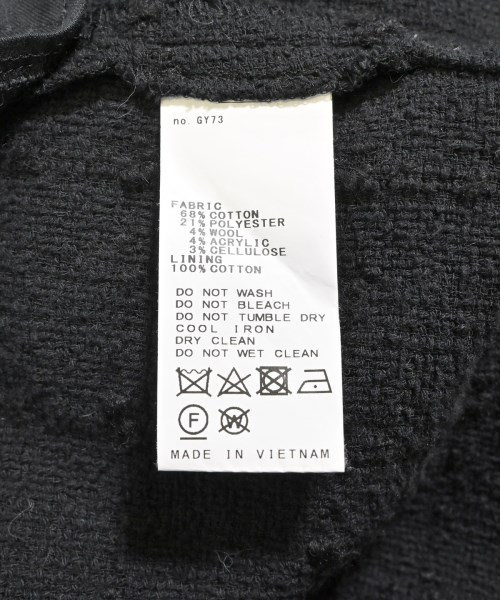 no. GY73
FABRIC
68% COTTON
21% POLYESTER
4% WOOL
4% ACRYLIC
3% CELLULOSE
LINING
100% COTTON
DO NOT WASH
DO NOT BLEACH
DO NOT TUMBLE DRY
COOL IRON
DRY CLEAN
DO NOT WET CLEAN
F W
MADE IN VIETNAM